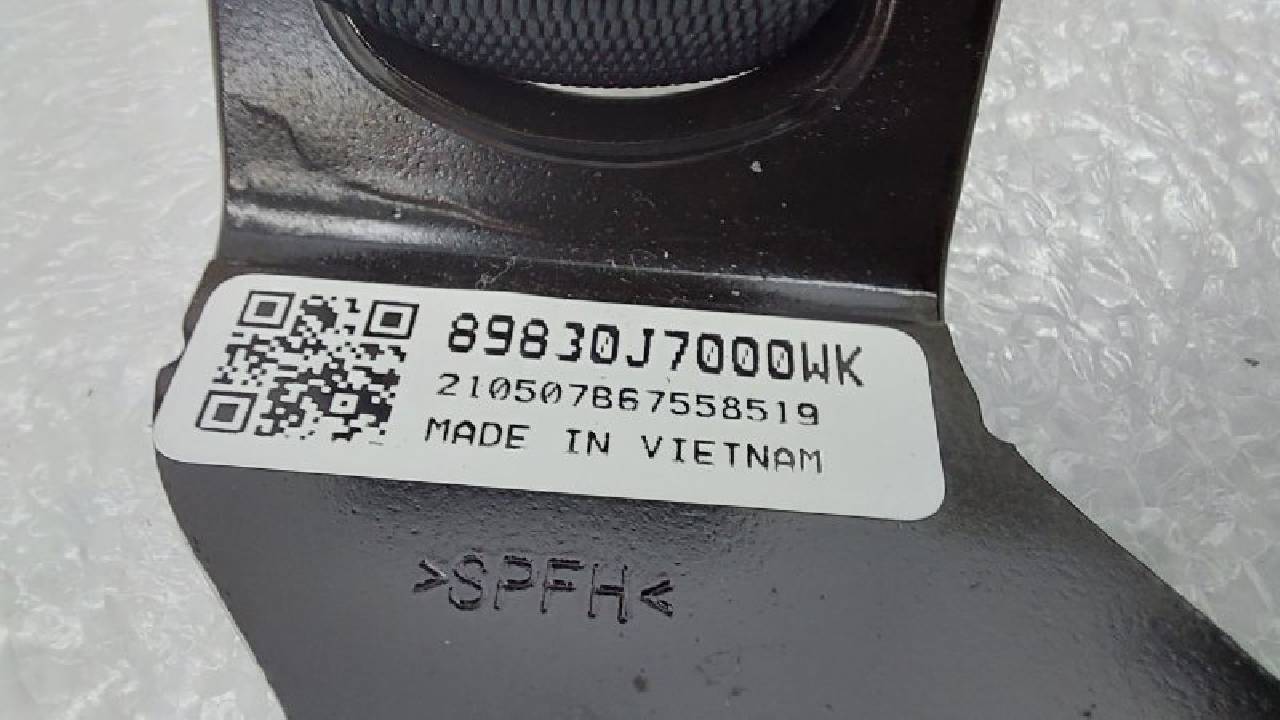 89830J7000WK
210507B67558519
MADE IN VIETNAM
>SPFH<